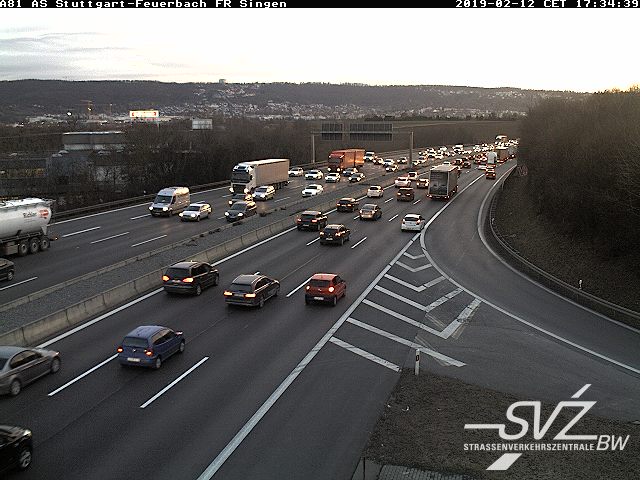 A81 AS Stuttgart-Feuerbach FR Singen
2019-02-12 CET 17:34:39
SVZ
STRASSENVERKEHRSZENTRALE BW